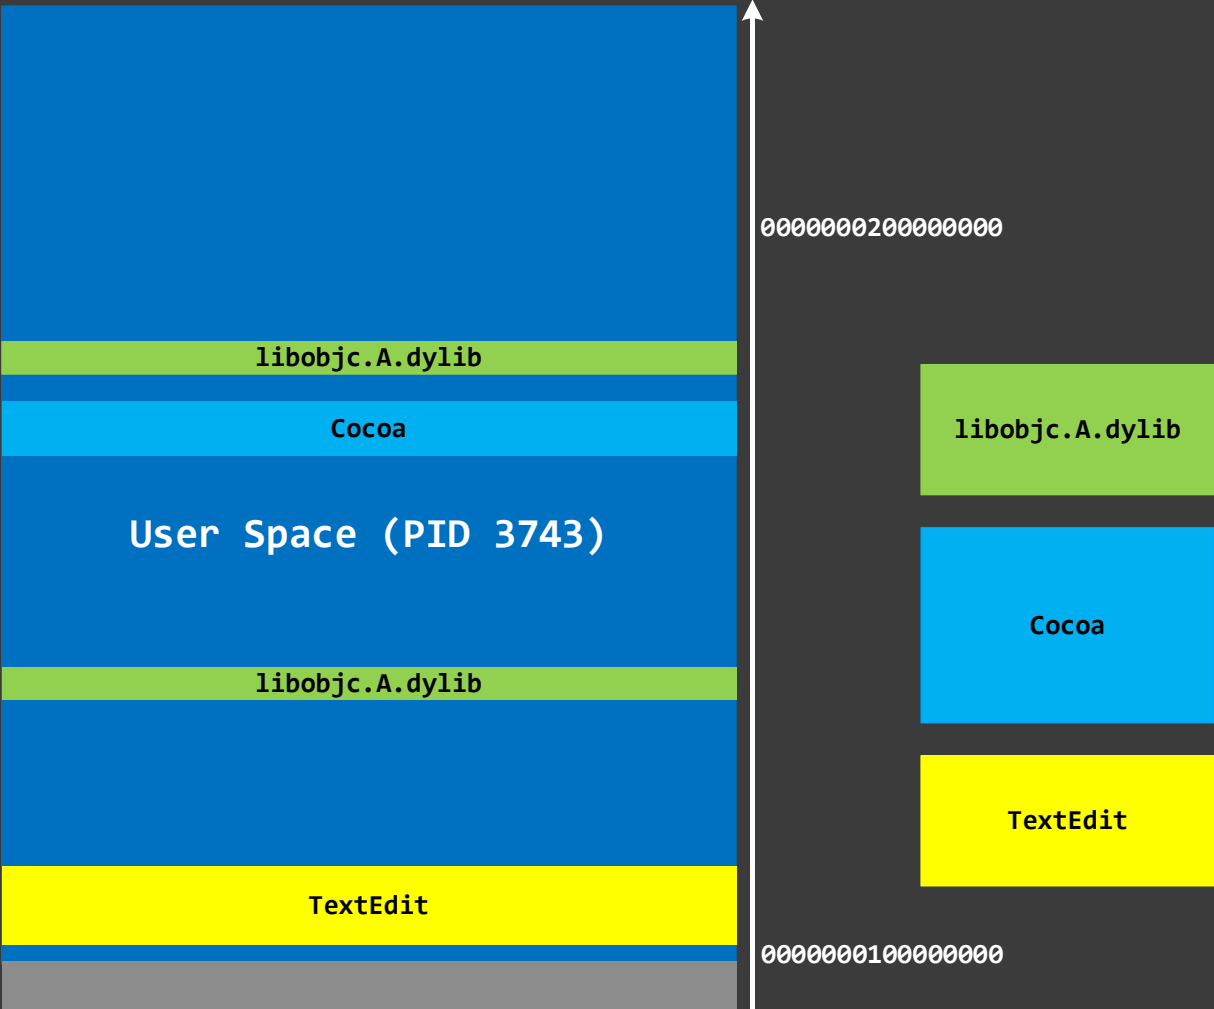 0000000200000000
libobjc.A.dylib
Cocoa
User Space (PID 3743)
libobjc.A.dylib
TextEdit
libobjc.A.dylib
Cocoa
TextEdit
0000000100000000